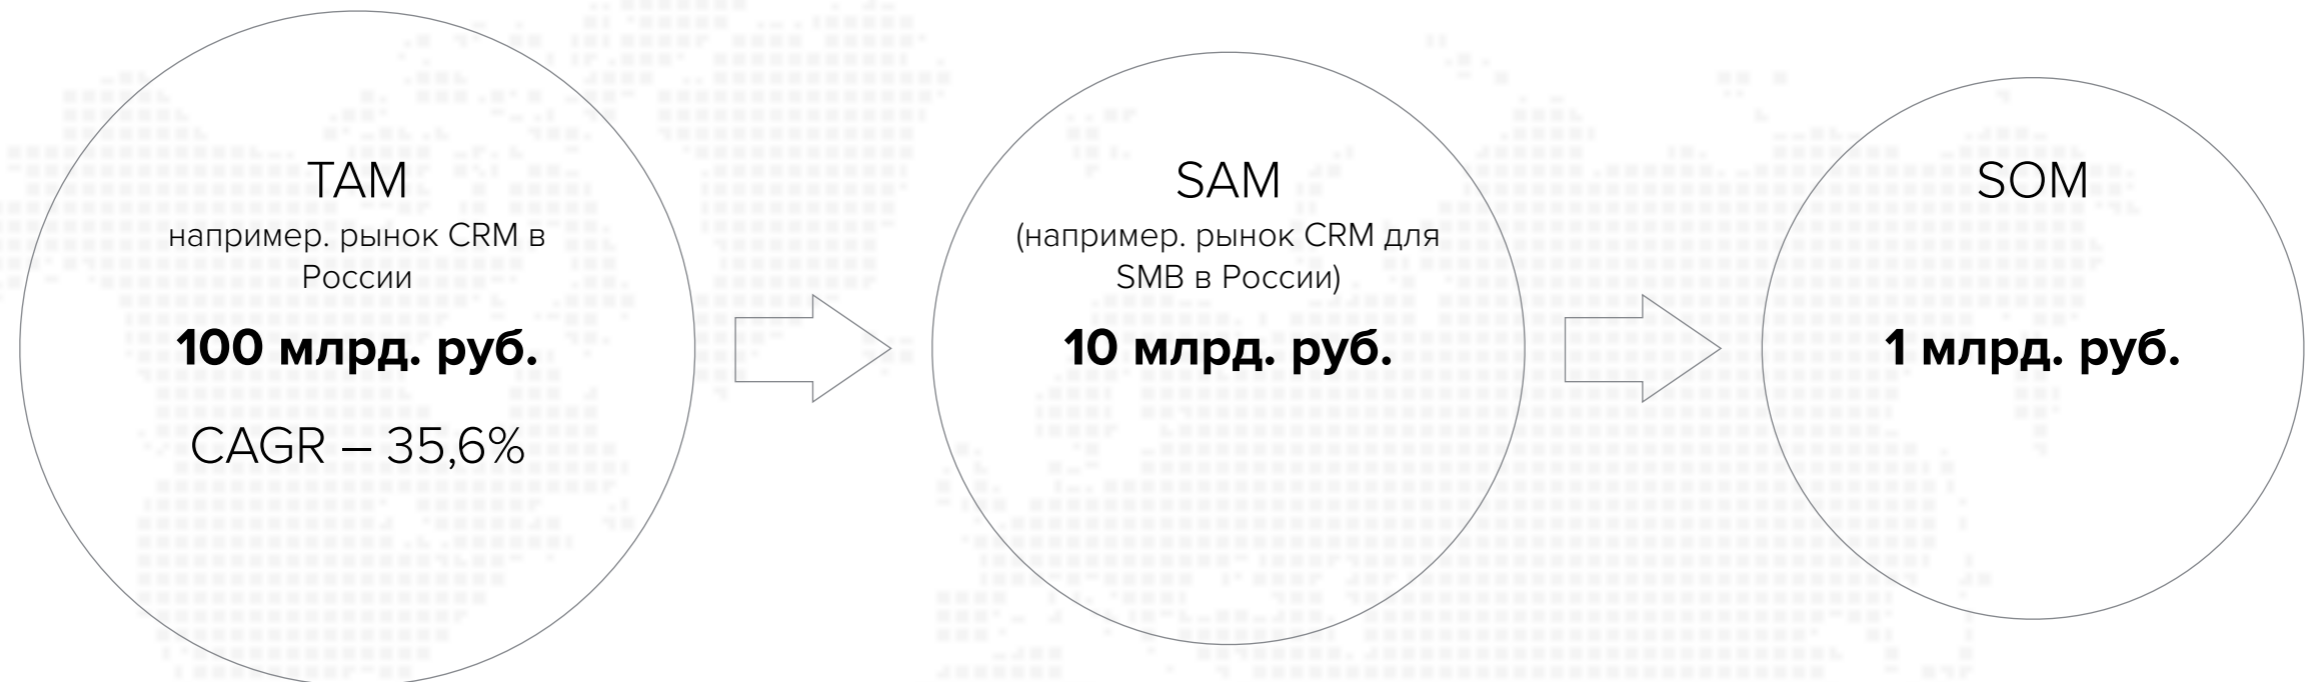 TAM
например. рынок CRM в
России
100 млрд. руб.
CAGR – 35,6%
SAM
(например. рынок CRM для
SMB в России)
10 млрд. руб.
SOM
1 млрд. руб.